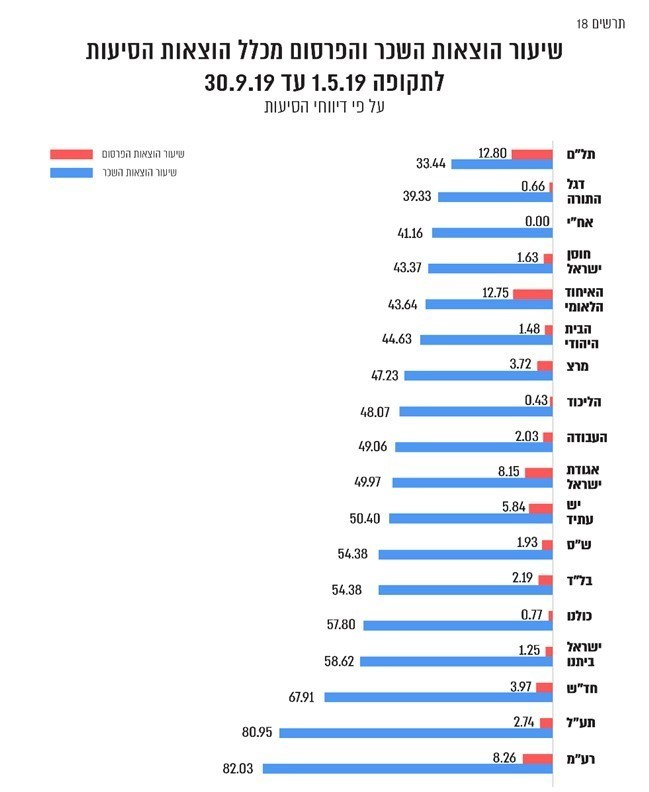 תרשים 18
שיעור הוצאות השכר והפרסום מכלל הוצאות הסיעות
לתקופה 1.5.19 עד 30.9.19
על פי דיווחי הסיעות
שיעור הוצאות הפרסום
שיעור הוצאות השכר
תל"ם
12.80
33.44
דגל
התורה
0.66
39.33
אח"י
0.00
41.16
חוסן
ישראל
1.63
43.37
האיחוד
הלאומי
12.75
43.64
הבית
היהודי
1.48
44.63
מרצ
3.72
47.23
הליכוד
0.43
48.07
העבודה
2.03
49.06
אגודת
ישראל
8.15
49.97
יש
עתיד
5.84
50.40
ש"ס
1.93
54.38
בל"ד
2.19
54.38
כולנו
0.77
57.80
ישראל
ביתנו
1.25
58.62
חד"ש
3.97
67.91
תע"ל
2.74
80.95
רע"מ
8.26
82.03